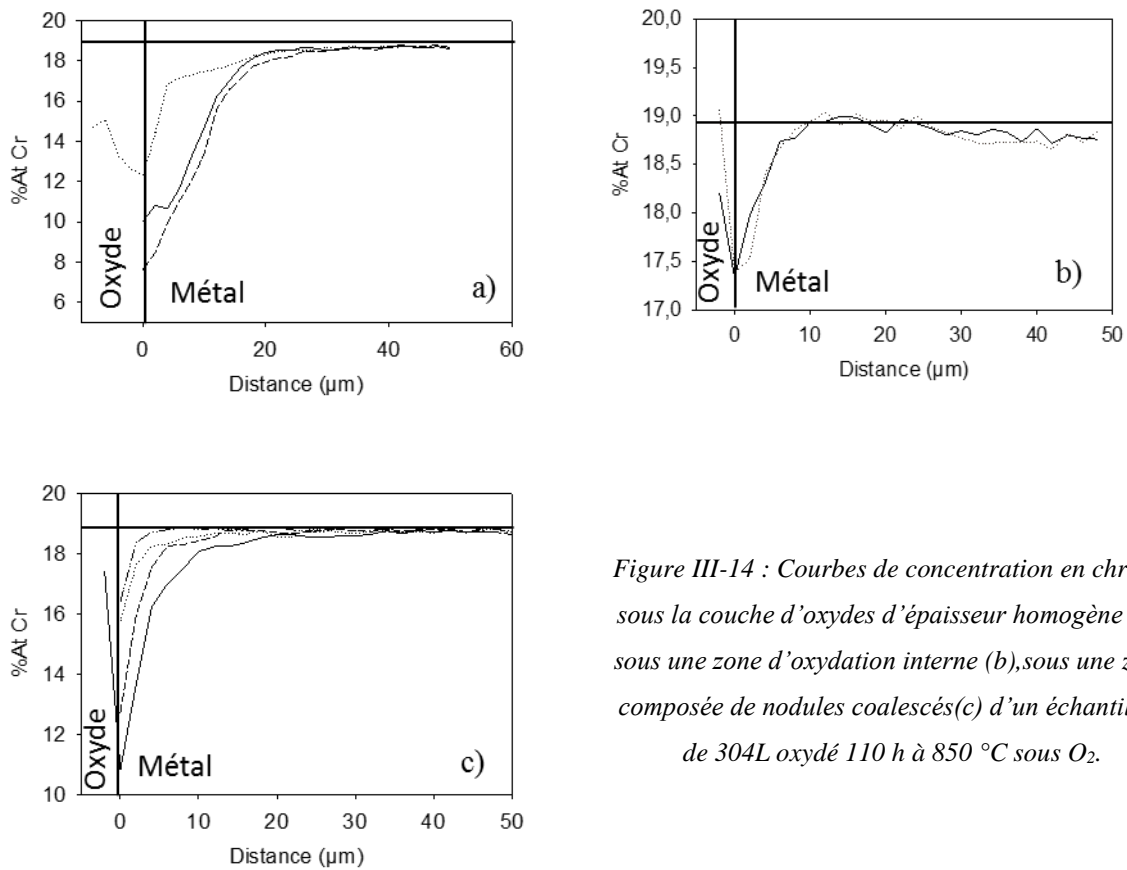 20
18
16
14
12
10
8
6
%At Cr
Oxyde
Métal
a)
0 20 40 60
Distance (µm)
20,0
19,5
19,0
18,5
18,0
17,5
17,0
%At Cr
Oxyde
Métal
b)
0 10 20 30 40 50
Distance (µm)
20
18
16
14
12
10
%At Cr
Oxyde
Métal
c)
0 10 20 30 40 50
Distance (µm)
Figure III-14 : Courbes de concentration en
sous la couche d'oxydes d'épaisseur homogène
sous une zone d'oxydation interne (b),sous une
composée de nodules coalescés(c) d'un
de 304L oxydé 110 h à 850 °C sous O₂.